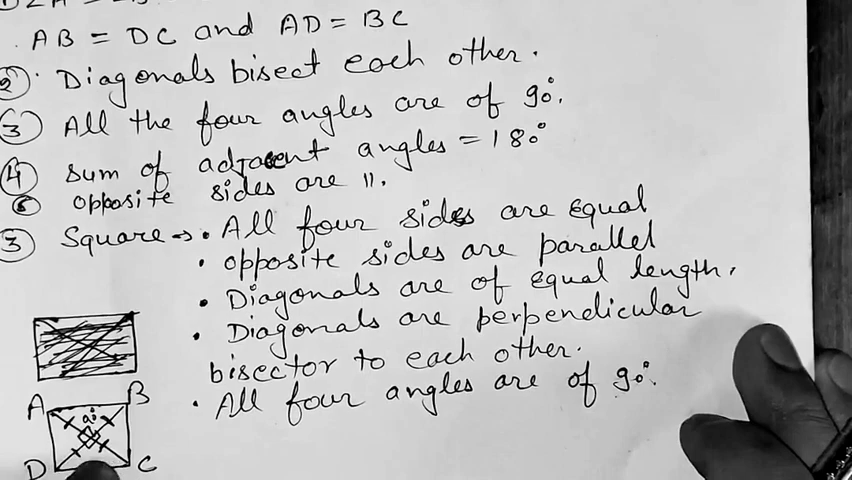 AB = DC and AD = BC
② Diagonals bisect each other.
③ All the four angles are of 90°.
④ sum of adjacent angles = 180°
⑤ opposite sides are ||.
③ Square → • All four sides are equal
• opposite sides are parallel
• Diagonals are of equal length.
• Diagonals are perpendicular
bisector to each other.
• All four angles are of 90°.
A B
90°
D C